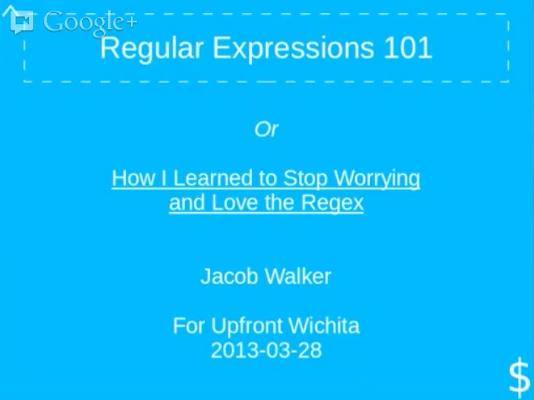 ^ Google+
Regular Expressions 101
Or
How I Learned to Stop Worrying
and Love the Regex
Jacob Walker
For Upfront Wichita
2013-03-28
$